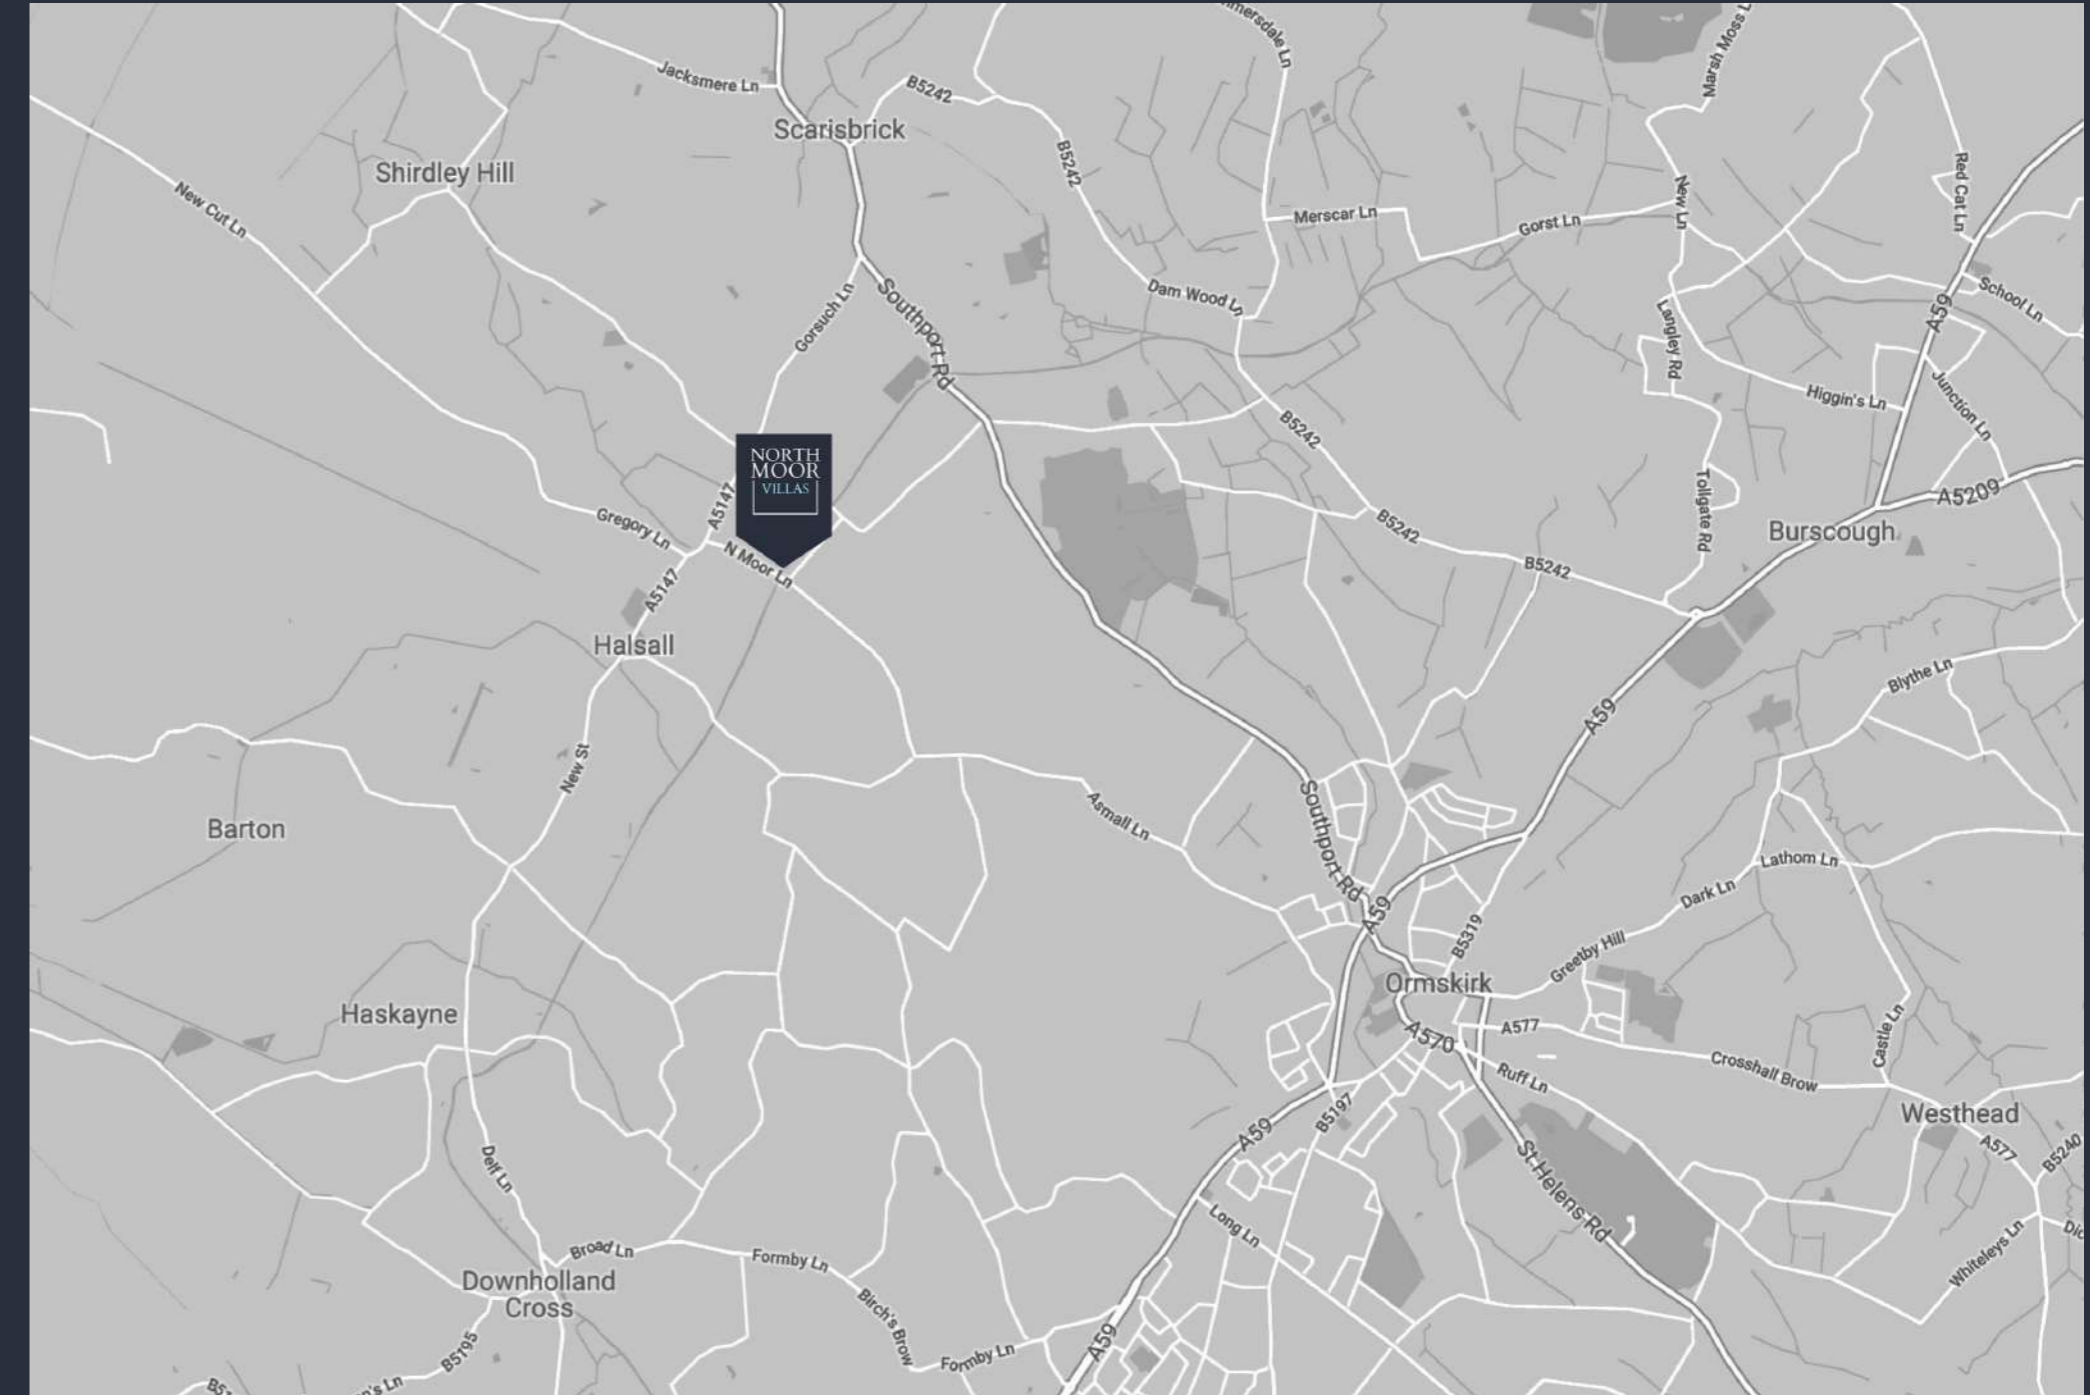 Jacksmere Ln
B5242
Scarisbrick
Marsh Moss L
B5242
Shirdley Hill
New Cut Ln
Merscar Ln
Gorst Ln
New Ln
Red Cat Ln
Gorsuch Ln
Southport Rd
Dam Wood Ln
Langley Rd
A59
School Ln
Higgin's Ln
Junction Ln
B5242
NORTH
MOOR
VILLAS
A5147
Gregory Ln
N Moor Ln
B5242
Tollgate Rd
A5209
Burscough
B5242
A5147
Halsall
Blythe Ln
A59
New St
Barton
Asmall Ln
Southport Rd
Lathom Ln
Dark Ln
A59
B5319
Greetby Hill
Ormskirk
Haskayne
A570
A577
Castle Ln
Crosshall Brow
Ruff Ln
Westhead
B5197
A59
A577
B5240
Delf Ln
St Helens Rd
Long Ln
Broad Ln
Formby Ln
Whiteleys Ln
Downholland
Cross
Birch's Brow
B5195
A59
Formby Ln